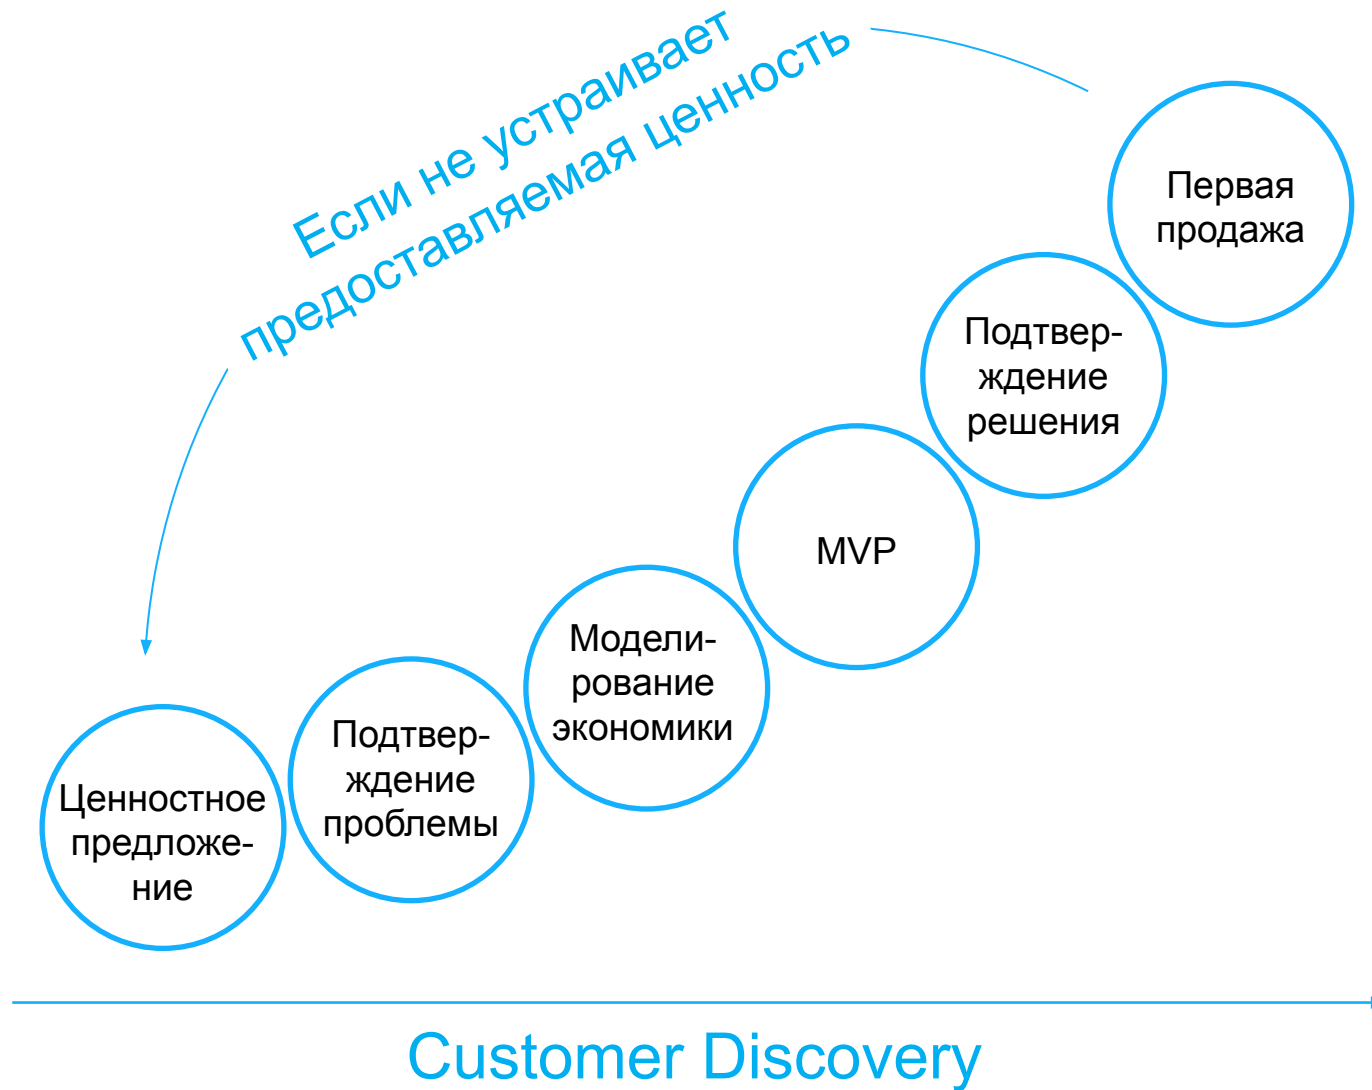 Если не устраивает
предоставляемая ценность
Первая
продажа
Подтвер-
ждение
решения
MVP
Модели-
рование
экономики
Подтвер-
ждение
проблемы
Ценностное
предложе-
ние
Customer Discovery